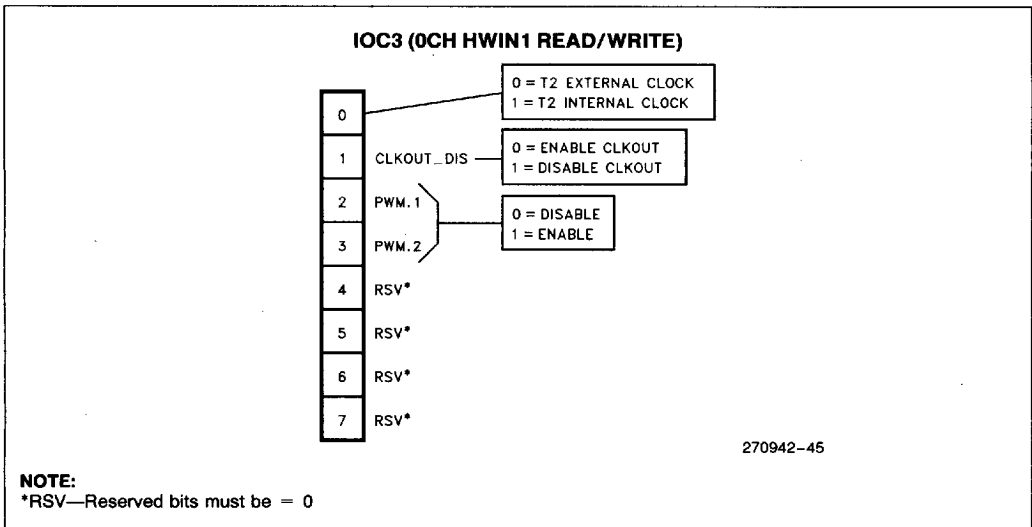 IOC3 (0CH HWIN1 READ/WRITE)
0
0 = T2 EXTERNAL CLOCK
1 = T2 INTERNAL CLOCK
1 CLKOUT_DIS
0 = ENABLE CLKOUT
1 = DISABLE CLKOUT
2 PWM.1
3 PWM.2
0 = DISABLE
1 = ENABLE
4 RSV*
5 RSV*
6 RSV*
7 RSV*
270942-45
NOTE:
*RSV—Reserved bits must be = 0